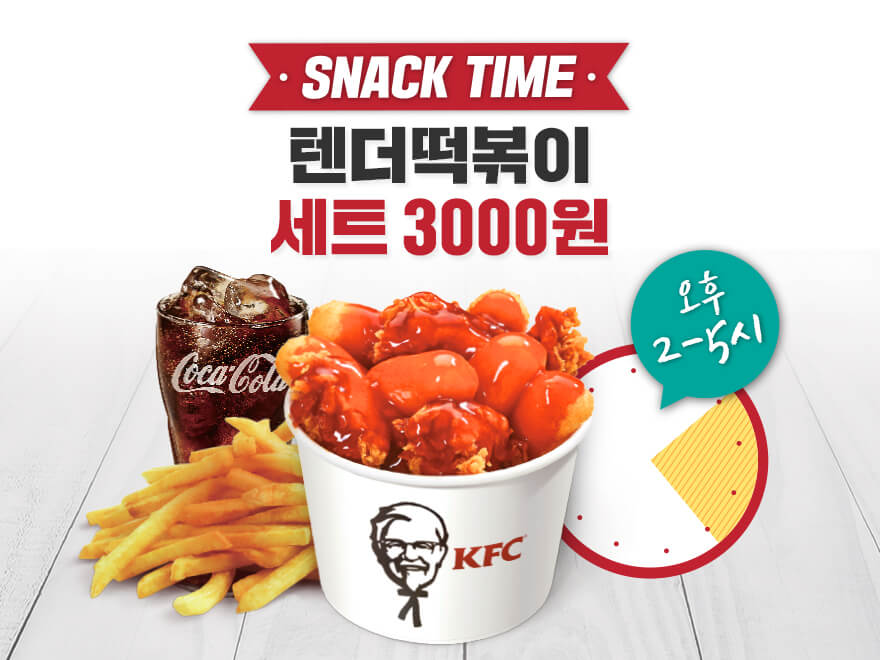 · SNACK TIME ·
텐더떡볶이
세트 3000원
오후
2-5시
Coca-Cola
KFC